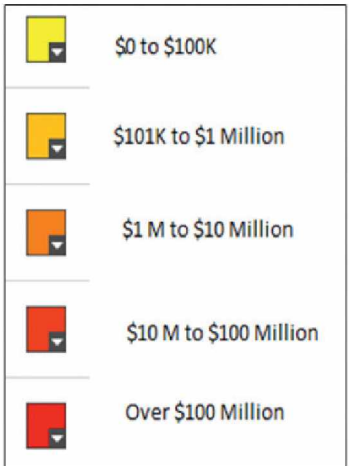 $0 to $100K
$101K to $1 Million
$1 M to $10 Million
$10 M to $100 Million
Over $100 Million